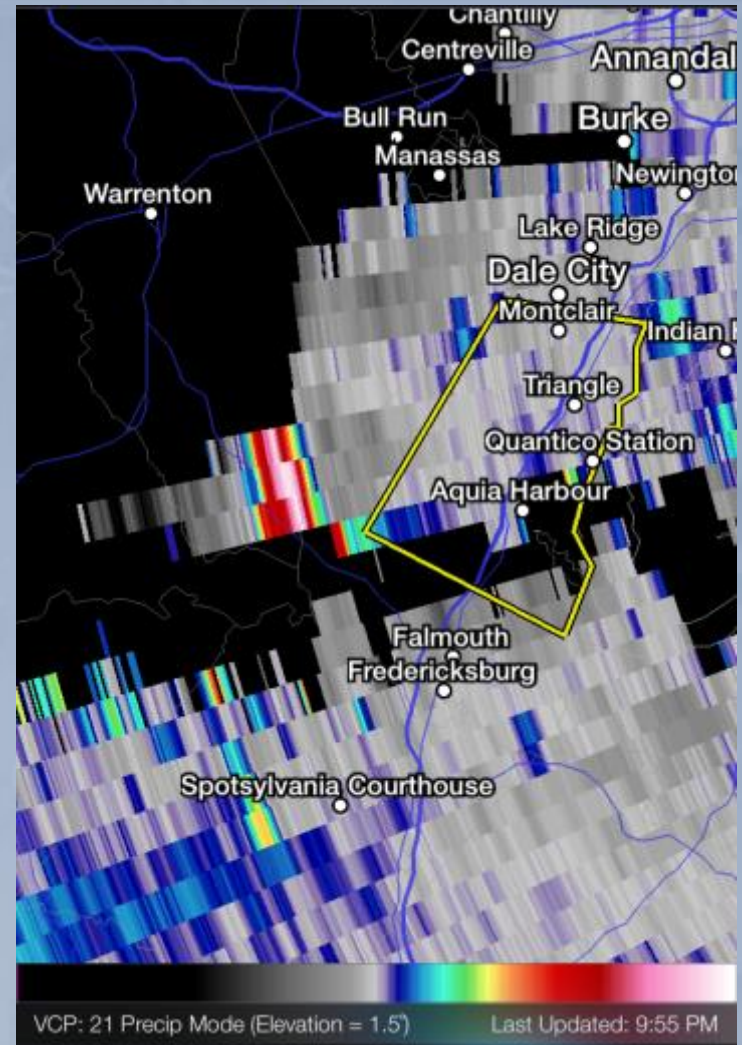 Chantilly
Centreville
Annandal
Bull Run
Burke
Manassas
Newington
Warrenton
Lake Ridge
Dale City
Montclair
Indian H
Triangle
Quantico Station
Aquia Harbour
Falmouth
Fredericksburg
Spotsylvania Courthouse
VCP: 21 Precip Mode (Elevation = 1.5°) Last Updated: 9:55 PM